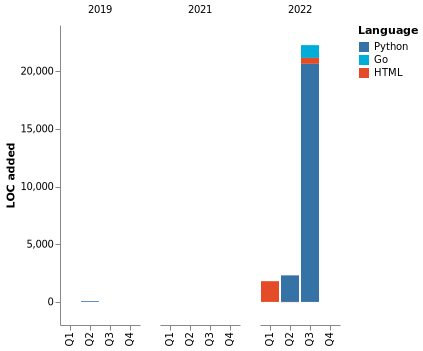 2019 2021 2022
Language
Python
Go
HTML
LOC added
20,000
15,000
10,000
5,000
0
Q1 Q2 Q3 Q4 Q1 Q2 Q3 Q4 Q1 Q2 Q3 Q4